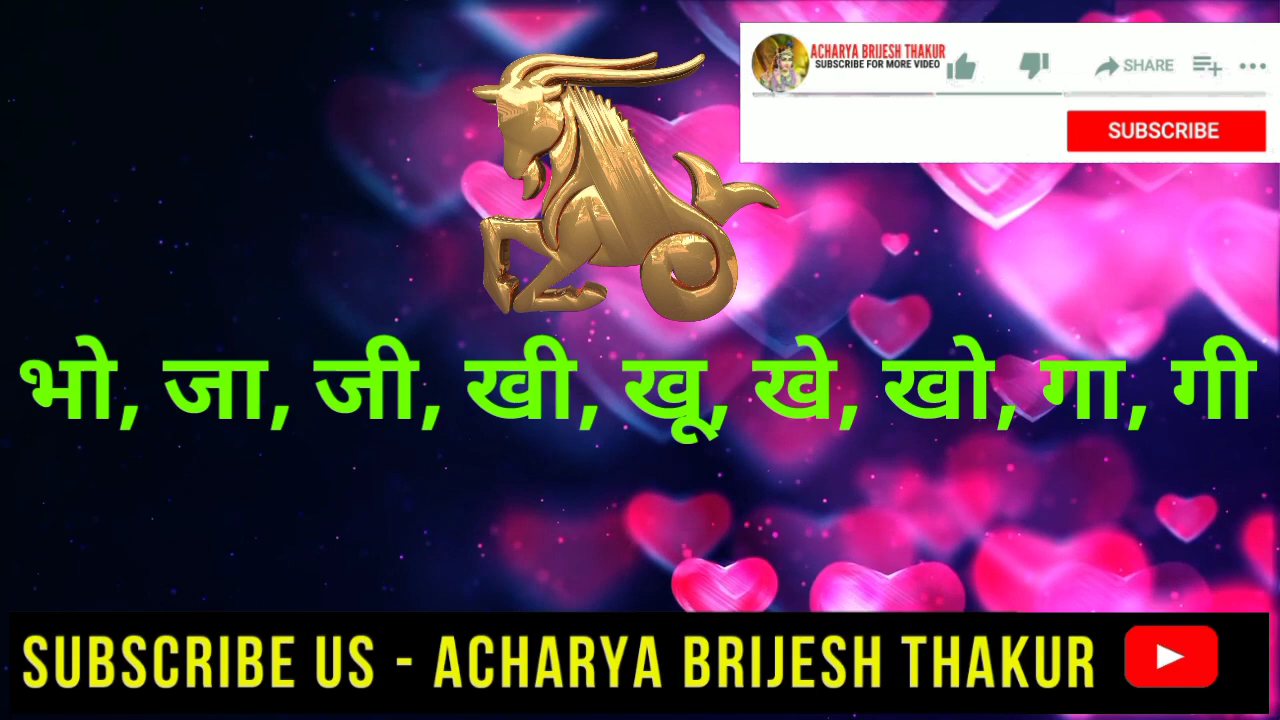 ACHARYA BRIJESH THAKUR
SUBSCRIBE FOR MORE VIDEO
SHARE
SUBSCRIBE
भो, जा, जी, खी, खू, खे, खो, गा, गी
SUBSCRIBE US - ACHARYA BRIJESH THAKUR